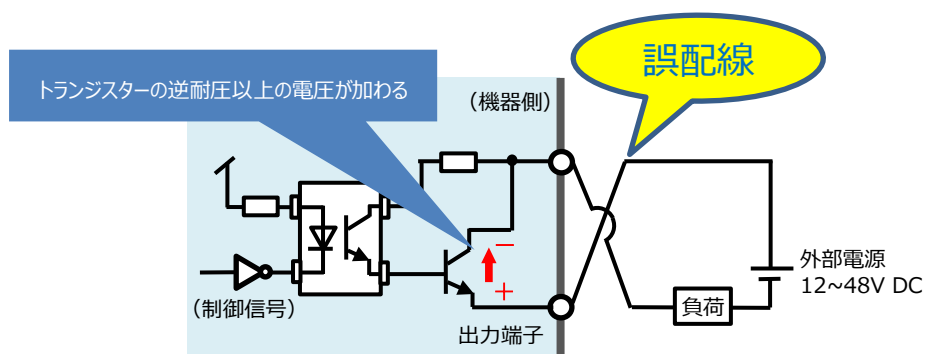 誤配線
トランジスターの逆耐圧以上の電圧が加わる
(機器側)
−
+
外部電源
12~48V DC
負荷
(制御信号)
出力端子